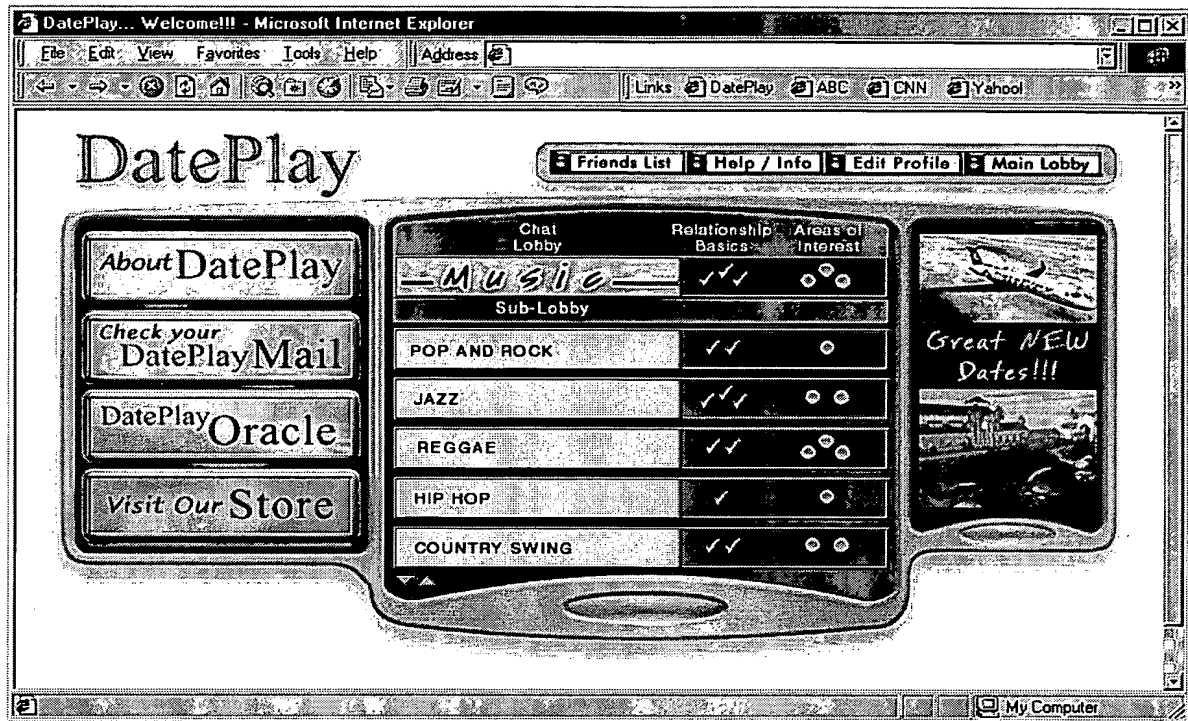 DatePlay... Welcome!!! - Microsoft Internet Explorer
File Edit View Favorites Tools Help Address
Links DatePlay ABC CNN Yahoo!
DatePlay
Friends List Help / Info Edit Profile Main Lobby
About DatePlay
Check your
DatePlay Mail
DatePlay Oracle
Visit Our Store
Chat Lobby
Relationship Basics
Areas of Interest
Music
Sub-Lobby
POP AND ROCK
JAZZ
REGGAE
HIP HOP
COUNTRY SWING
Great NEW
Dates!!!
My Computer